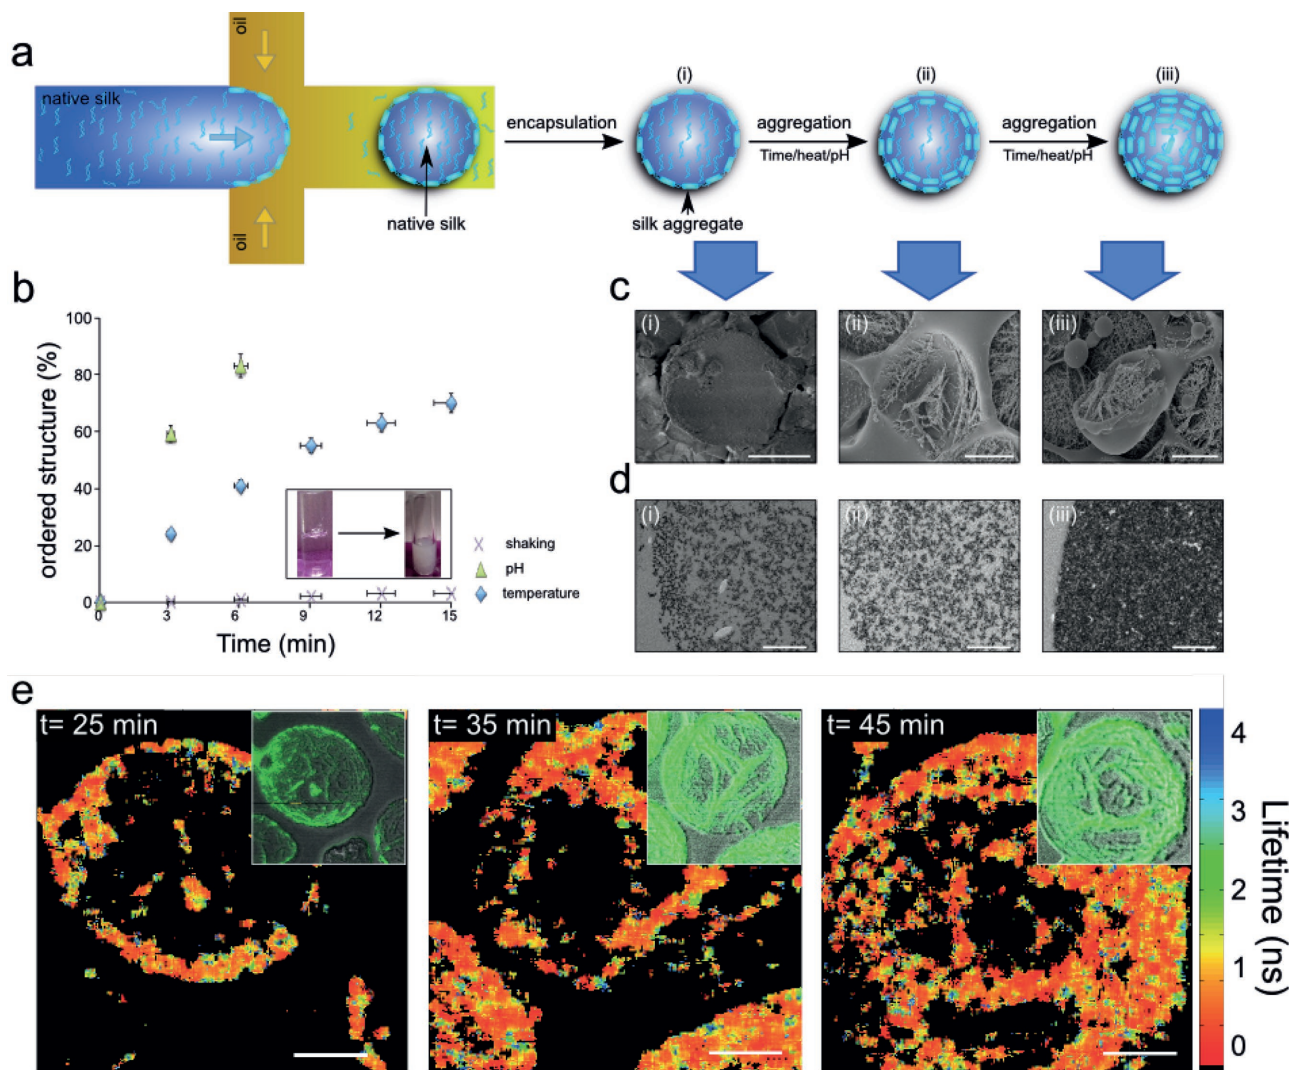 a
oil
native silk
oil
native silk
encapsulation
(i)
silk aggregate
aggregation
Time/heat/pH
(ii)
aggregation
Time/heat/pH
(iii)
b
ordered structure (%)
100
80
60
40
20
0
0 3 6 9 12 15
Time (min)
shaking
pH
temperature
c
(i) (ii) (iii)
d
(i) (ii) (iii)
e
t= 25 min
t= 35 min
t= 45 min
4
3
2
1
0
Lifetime (ns)